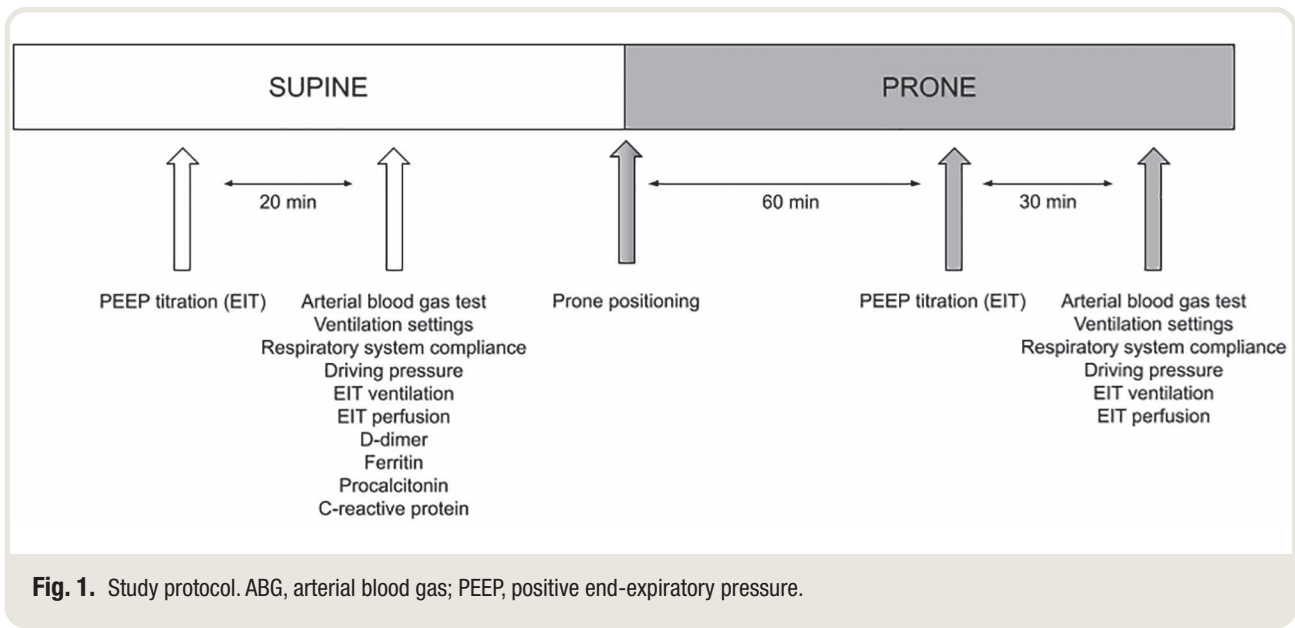 SUPINE
PRONE
20 min
60 min
30 min
PEEP titration (EIT)
Arterial blood gas test
Ventilation settings
Respiratory system compliance
Driving pressure
EIT ventilation
EIT perfusion
D-dimer
Ferritin
Procalcitonin
C-reactive protein
Prone positioning
PEEP titration (EIT)
Arterial blood gas test
Ventilation settings
Respiratory system compliance
Driving pressure
EIT ventilation
EIT perfusion
Fig. 1. Study protocol. ABG, arterial blood gas; PEEP, positive end-expiratory pressure.